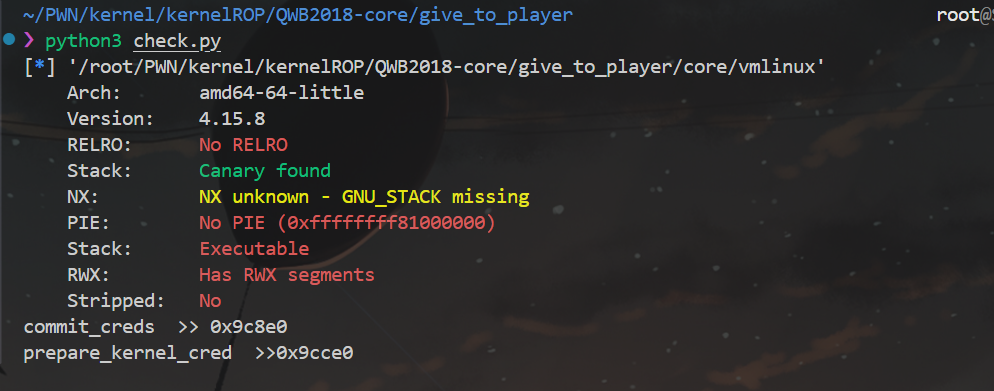 ~/PWN/kernel/kernelROP/QWB2018-core/give_to_player root@
❯ python3 check.py
[*] '/root/PWN/kernel/kernelROP/QWB2018-core/give_to_player/core/vmlinux'
Arch: amd64-64-little
Version: 4.15.8
RELRO: No RELRO
Stack: Canary found
NX: NX unknown - GNU_STACK missing
PIE: No PIE (0xffffffff81000000)
Stack: Executable
RWX: Has RWX segments
Stripped: No
commit_creds >> 0x9c8e0
prepare_kernel_cred >>0x9cce0